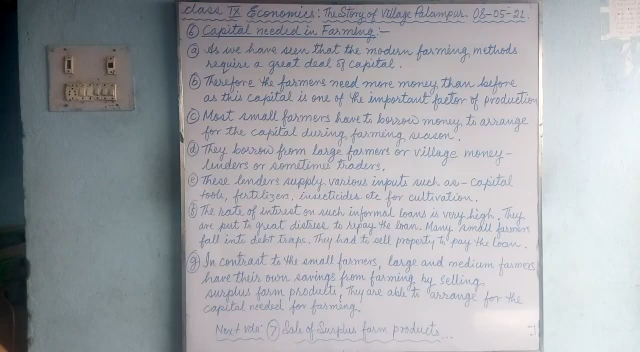 class IX Economics: The Story of Village Palampur. 08-05-21.
⑥ Capital needed in Farming:-
ⓐ As we have seen that the modern farming methods
require a great deal of capital.
ⓑ Therefore the farmers need more money than before
as this capital is one of the important factor of production
ⓒ Most small farmers have to borrow money to arrange
for the capital during farming season.
ⓓ They borrow from large farmers or village money-
lenders or sometimes traders.
ⓔ These lenders supply various inputs such as - capital
tools, fertilizers, insecticides etc for cultivation.
ⓕ The rate of interest on such informal loans is very high. They
are put to great distress to repay the loan. Many small farmers
fall into debt traps. They had to sell property to pay the loan.
ⓖ In contrast to the small farmers, large and medium farmers
have their own savings from farming by selling
surplus farm products, They are able to arrange for the
capital needed for farming.
Next vdo: ⑦ Sale of Surplus farm products...